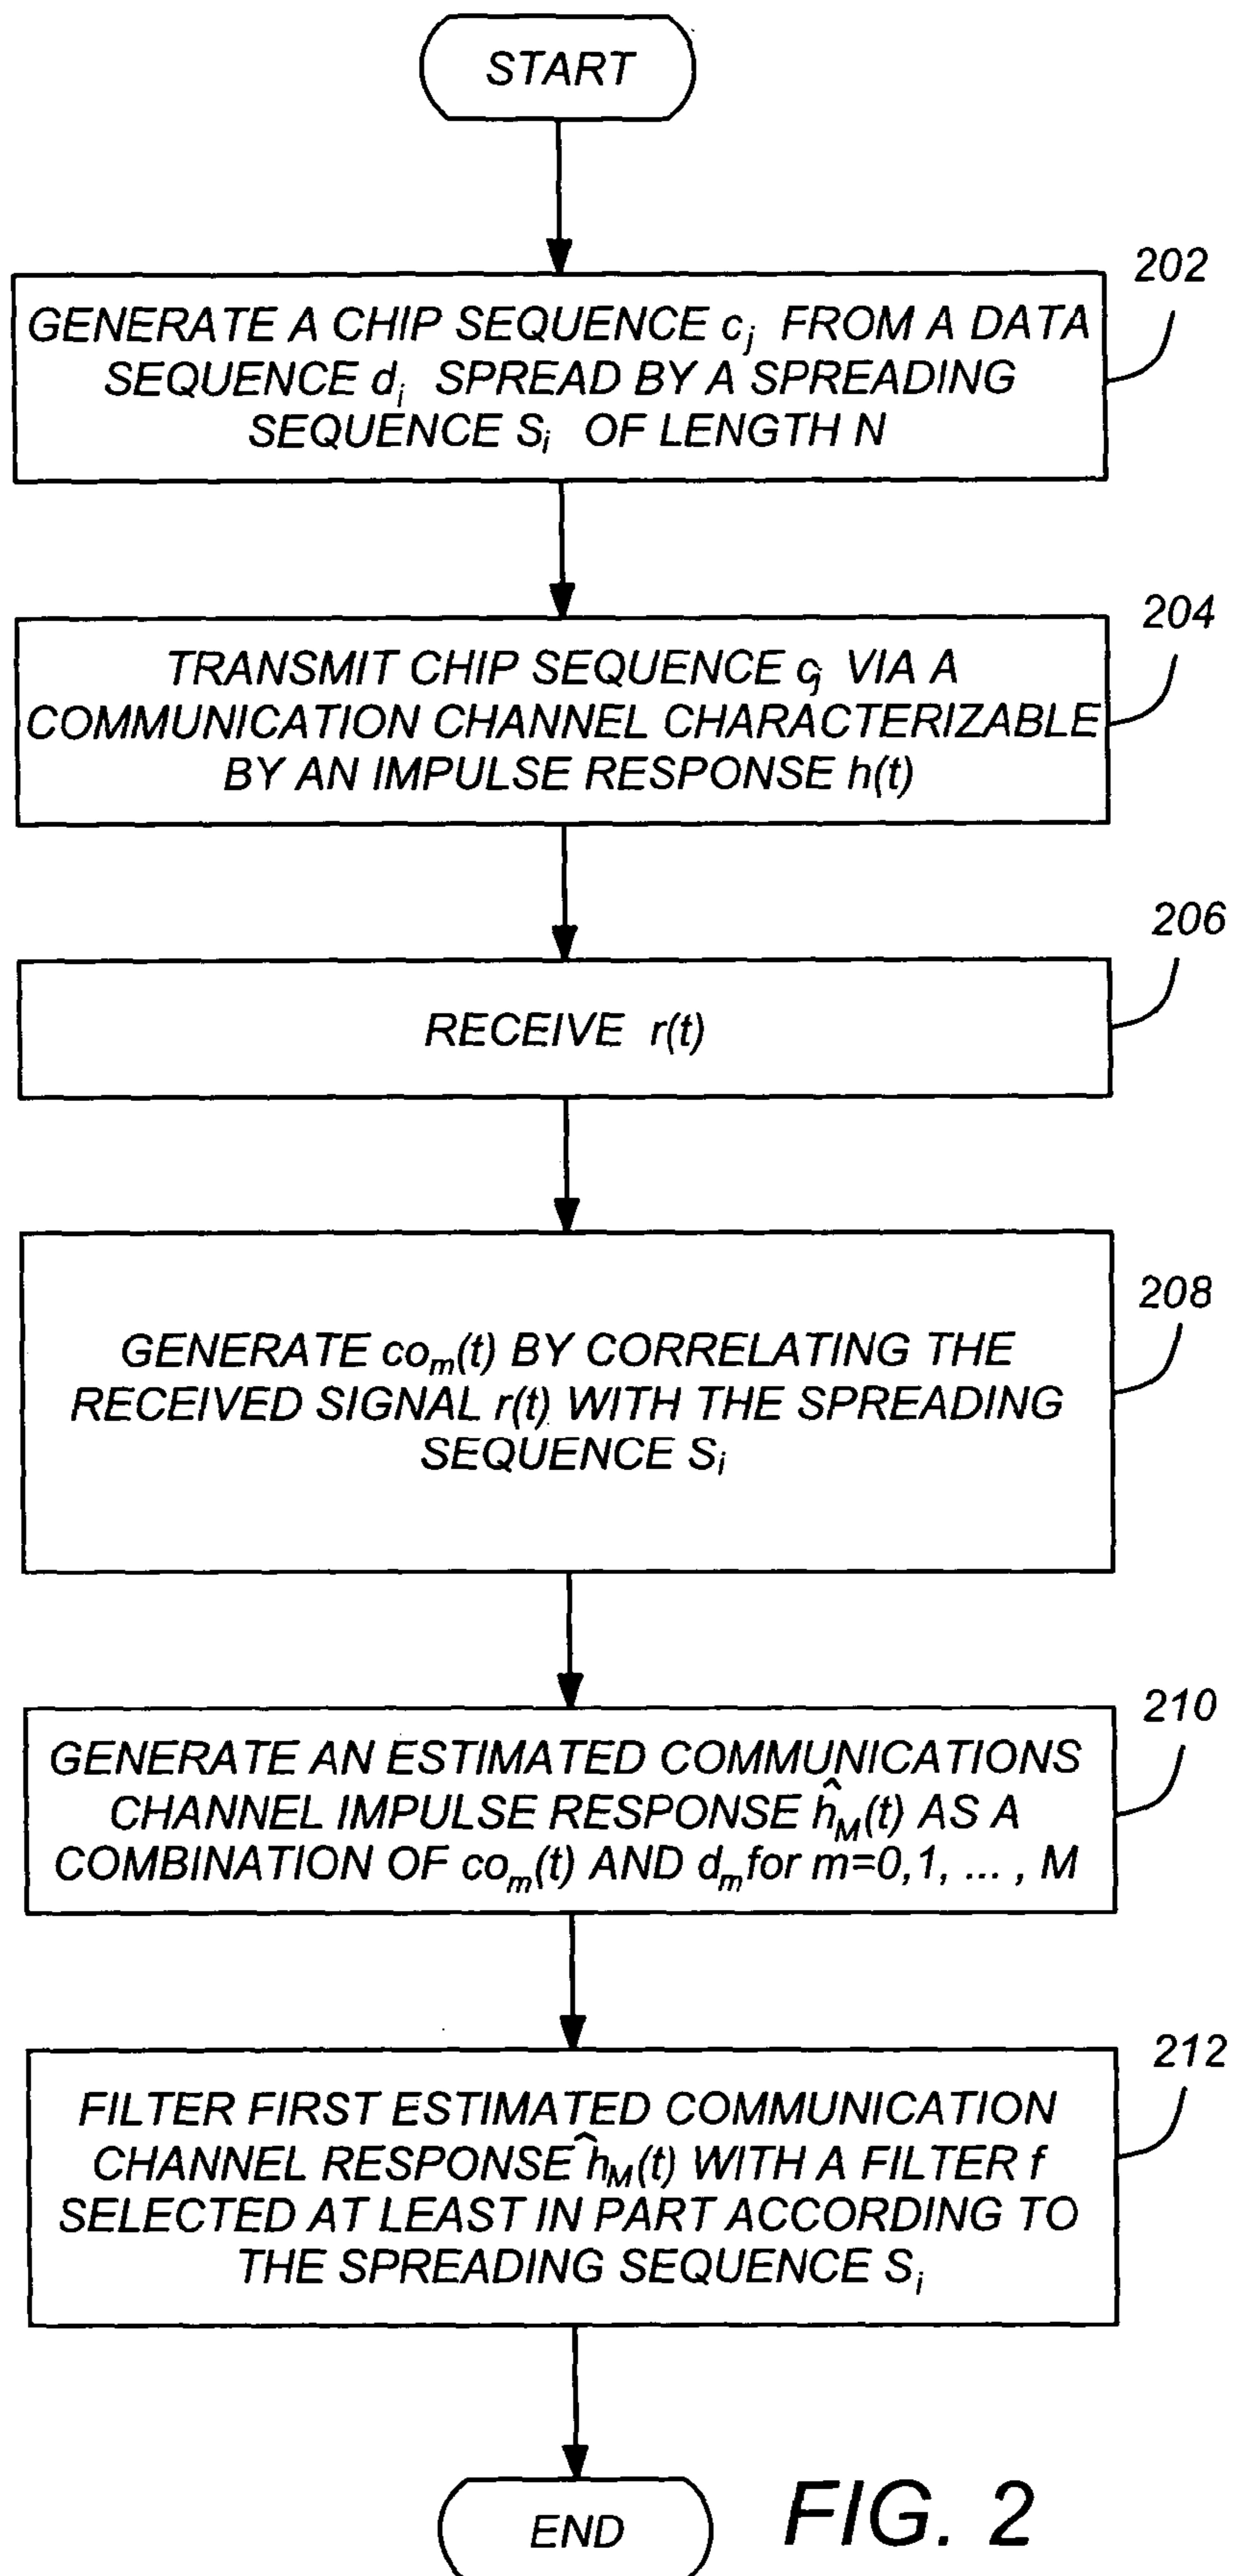 START
202
GENERATE A CHIP SEQUENCE c_j FROM A DATA
SEQUENCE d_i SPREAD BY A SPREADING
SEQUENCE S_i OF LENGTH N
204
TRANSMIT CHIP SEQUENCE c_j VIA A
COMMUNICATION CHANNEL CHARACTERIZABLE
BY AN IMPULSE RESPONSE h(t)
206
RECEIVE r(t)
208
GENERATE co_m(t) BY CORRELATING THE
RECEIVED SIGNAL r(t) WITH THE SPREADING
SEQUENCE S_i
210
GENERATE AN ESTIMATED COMMUNICATIONS
CHANNEL IMPULSE RESPONSE ĥ_M(t) AS A
COMBINATION OF co_m(t) AND d_m for m=0,1, ... , M
212
FILTER FIRST ESTIMATED COMMUNICATION
CHANNEL RESPONSE ĥ_M(t) WITH A FILTER f
SELECTED AT LEAST IN PART ACCORDING TO
THE SPREADING SEQUENCE S_i
END
FIG. 2